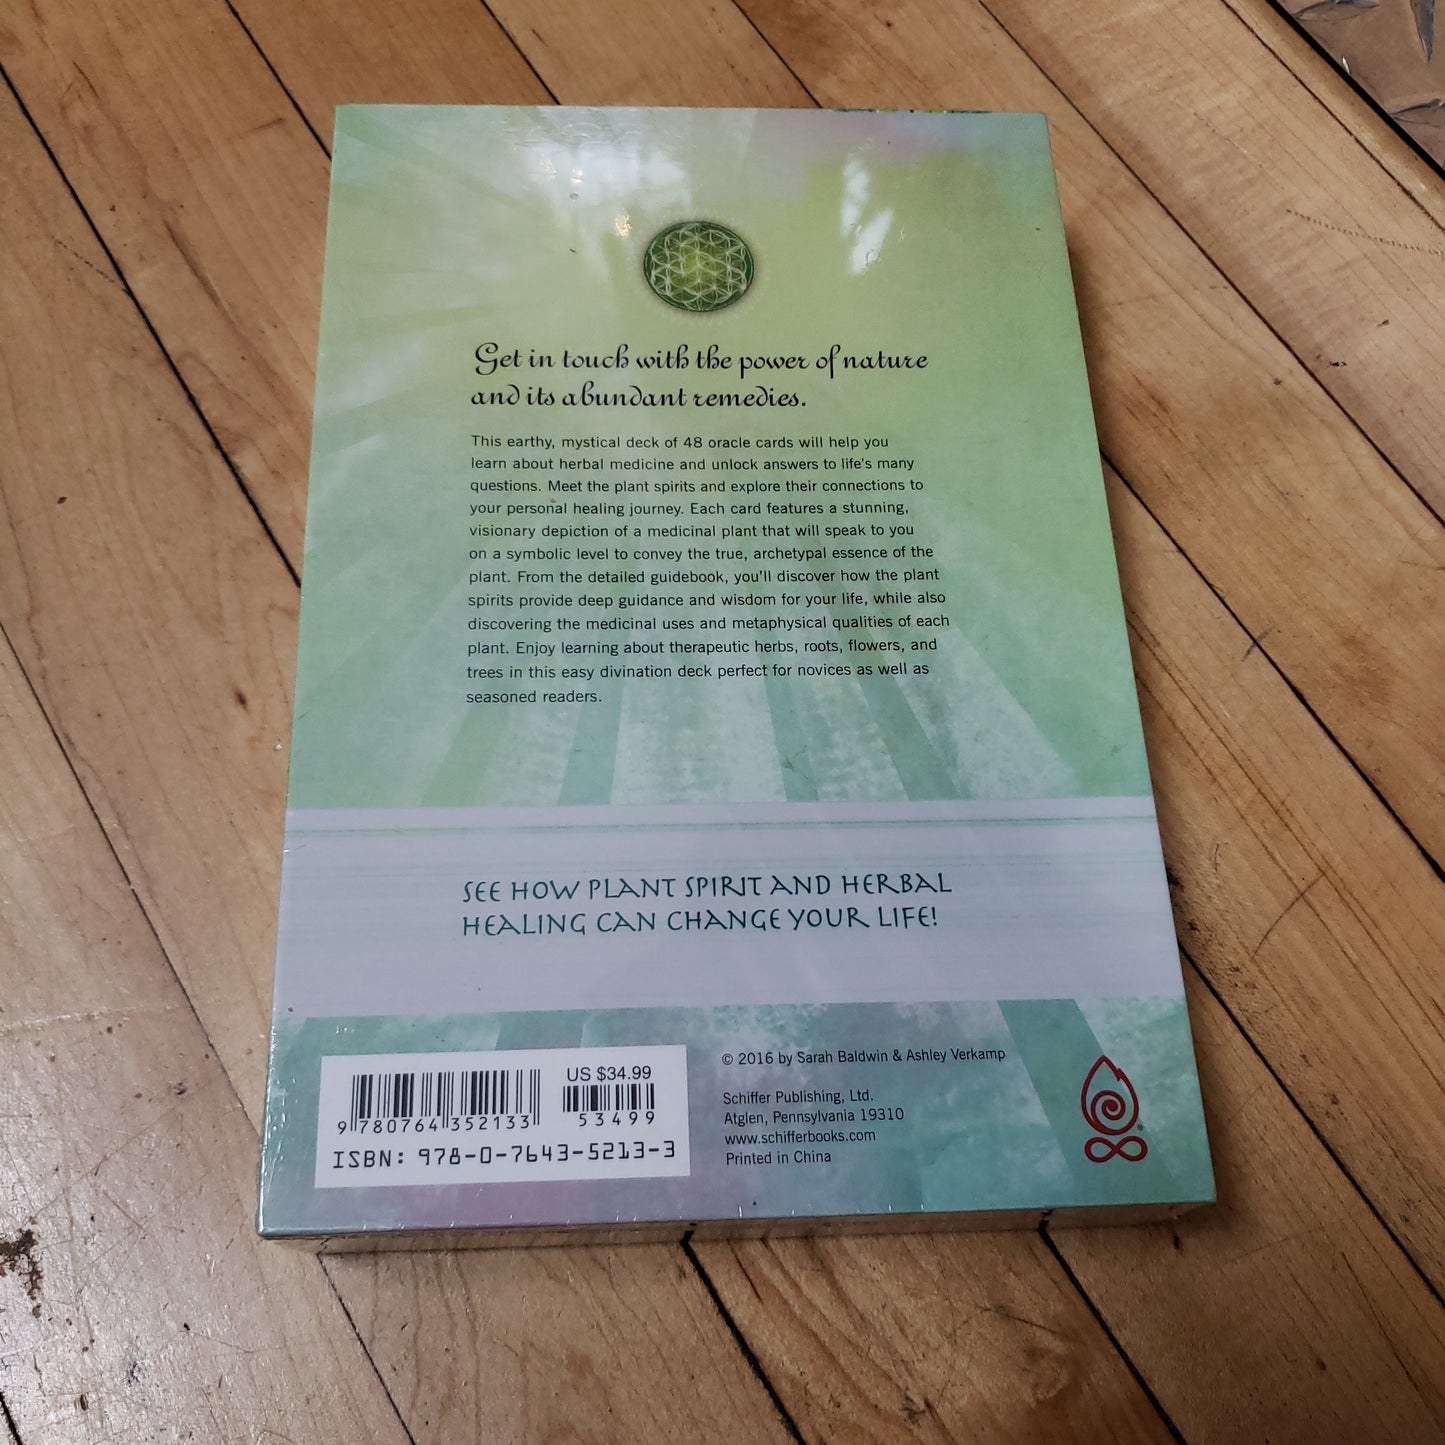 Get in touch with the power of nature
and its abundant remedies.
This earthy, mystical deck of 48 oracle cards will help you
learn about herbal medicine and unlock answers to life's many
questions. Meet the plant spirits and explore their connections to
your personal healing journey. Each card features a stunning,
visionary depiction of a medicinal plant that will speak to you
on a symbolic level to convey the true, archetypal essence of the
plant. From the detailed guidebook, you'll discover how the plant
spirits provide deep guidance and wisdom for your life, while also
discovering the medicinal uses and metaphysical qualities of each
plant. Enjoy learning about therapeutic herbs, roots, flowers, and
trees in this easy divination deck perfect for novices as well as
seasoned readers.
SEE HOW PLANT SPIRIT AND HERBAL
HEALING CAN CHANGE YOUR LIFE!
US $34.99
9 780764 352133
53499
ISBN: 978-0-7643-5213-3
© 2016 by Sarah Baldwin & Ashley Verkamp
Schiffer Publishing, Ltd.
Atglen, Pennsylvania 19310
www.schifferbooks.com
Printed in China
®